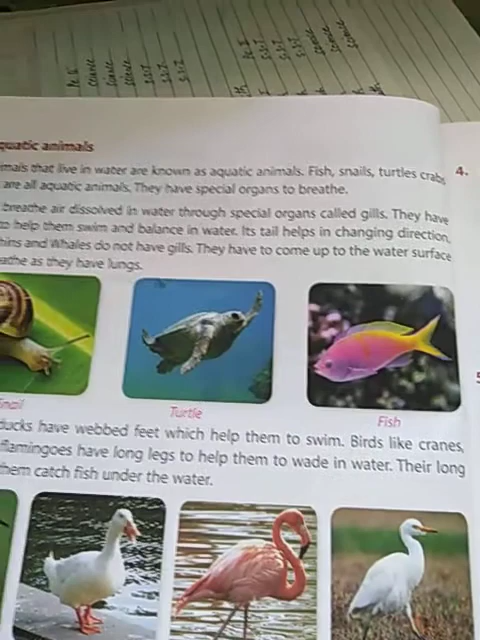 quatic animals
mals that live in water are known as aquatic animals. Fish, snails, turtles crabs
are all aquatic animals. They have special organs to breathe.
breathe air dissolved in water through special organs called gills. They have
to help them swim and balance in water. Its tail helps in changing direction,
hins and Whales do not have gills. They have to come up to the water surface
athe as they have lungs.
Snail
Turtle
Fish
ducks have webbed feet which help them to swim. Birds like cranes,
flamingoes have long legs to help them to wade in water. Their long
them catch fish under the water.
4.
5